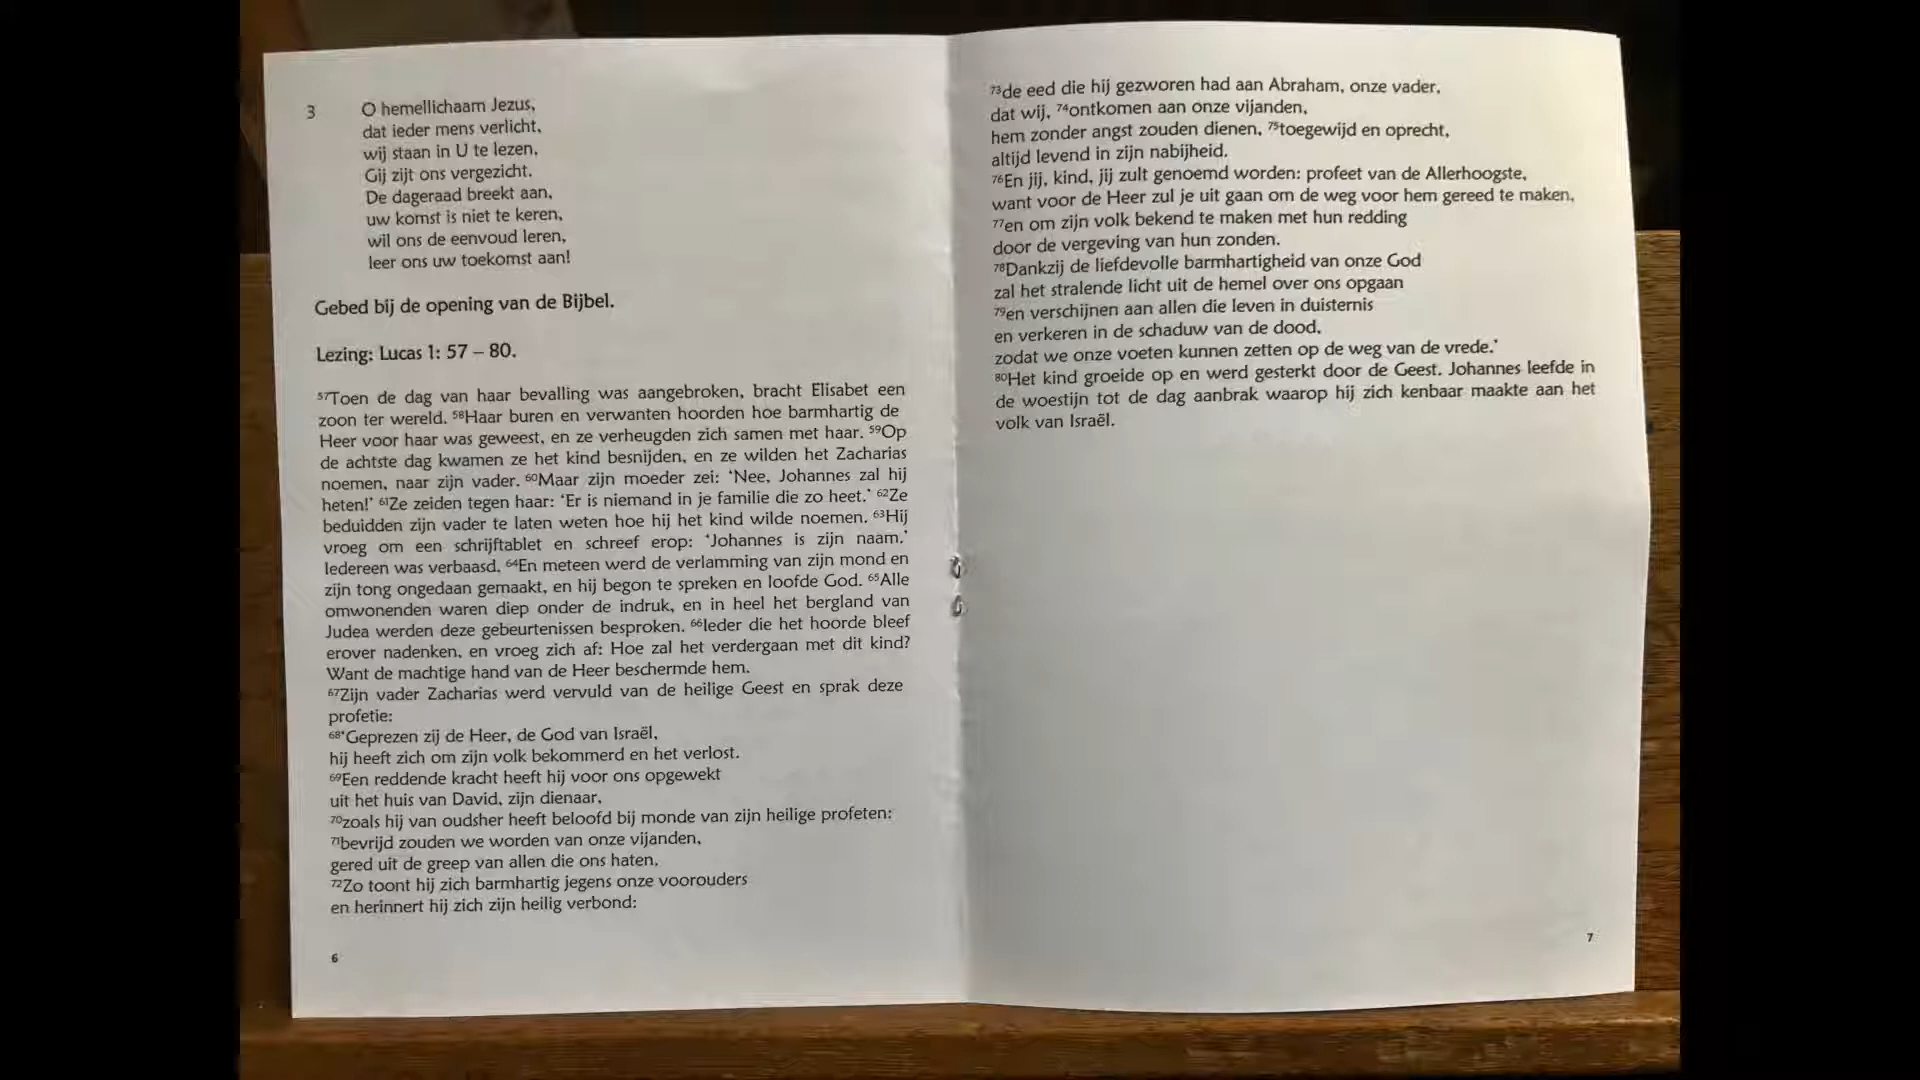 3 O hemellichaam Jezus,
dat ieder mens verlicht,
wij staan in U te lezen,
Gij zijt ons vergezicht.
De dageraad breekt aan,
uw komst is niet te keren,
wil ons de eenvoud leren,
leer ons uw toekomst aan!
Gebed bij de opening van de Bijbel.
Lezing: Lucas 1: 57 – 80.
57Toen de dag van haar bevalling was aangebroken, bracht Elisabet een
zoon ter wereld. 58Haar buren en verwanten hoorden hoe barmhartig de
Heer voor haar was geweest, en ze verheugden zich samen met haar. 59Op
de achtste dag kwamen ze het kind besnijden, en ze wilden het Zacharias
noemen, naar zijn vader. 60Maar zijn moeder zei: ‘Nee, Johannes zal hij
heten!’ 61Ze zeiden tegen haar: ‘Er is niemand in je familie die zo heet.’ 62Ze
beduidden zijn vader te laten weten hoe hij het kind wilde noemen. 63Hij
vroeg om een schrijftablet en schreef erop: ‘Johannes is zijn naam.’
Iedereen was verbaasd. 64En meteen werd de verlamming van zijn mond en
zijn tong ongedaan gemaakt, en hij begon te spreken en loofde God. 65Alle
omwonenden waren diep onder de indruk, en in heel het bergland van
Judea werden deze gebeurtenissen besproken. 66Ieder die het hoorde bleef
erover nadenken, en vroeg zich af: Hoe zal het verdergaan met dit kind?
Want de machtige hand van de Heer beschermde hem.
67Zijn vader Zacharias werd vervuld van de heilige Geest en sprak deze
profetie:
68‘Geprezen zij de Heer, de God van Israël,
hij heeft zich om zijn volk bekommerd en het verlost.
69Een reddende kracht heeft hij voor ons opgewekt
uit het huis van David, zijn dienaar,
70zoals hij van oudsher heeft beloofd bij monde van zijn heilige profeten:
71bevrijd zouden we worden van onze vijanden,
gered uit de greep van allen die ons haten.
72Zo toont hij zich barmhartig jegens onze voorouders
en herinnert hij zich zijn heilig verbond:
6
73de eed die hij gezworen had aan Abraham, onze vader,
dat wij, 74ontkomen aan onze vijanden,
hem zonder angst zouden dienen, 75toegewijd en oprecht,
altijd levend in zijn nabijheid.
76En jij, kind, jij zult genoemd worden: profeet van de Allerhoogste,
want voor de Heer zul je uit gaan om de weg voor hem gereed te maken,
77en om zijn volk bekend te maken met hun redding
door de vergeving van hun zonden.
78Dankzij de liefdevolle barmhartigheid van onze God
zal het stralende licht uit de hemel over ons opgaan
79en verschijnen aan allen die leven in duisternis
en verkeren in de schaduw van de dood,
zodat we onze voeten kunnen zetten op de weg van de vrede.’
80Het kind groeide op en werd gesterkt door de Geest. Johannes leefde in
de woestijn tot de dag aanbrak waarop hij zich kenbaar maakte aan het
volk van Israël.
7